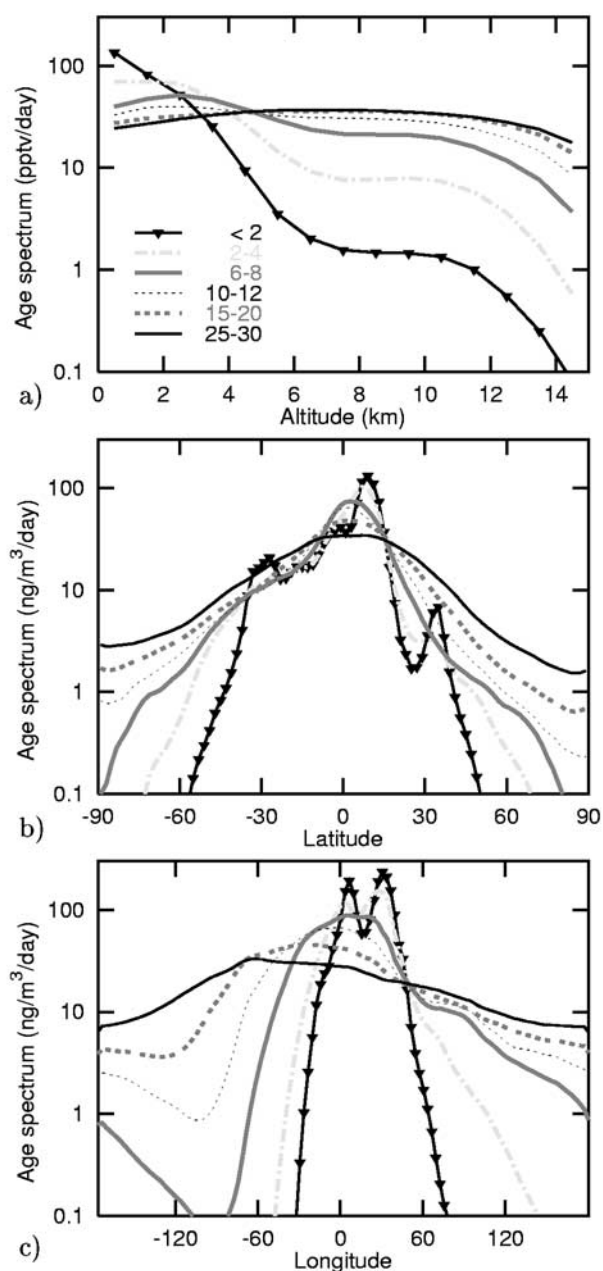 100
10
1
0.1
Age spectrum (pptv/day)
< 2
2-4
6-8
10-12
15-20
25-30
0 2 4 6 8 10 12 14
a)
Altitude (km)
100
10
1
0.1
Age spectrum (ng/m³/day)
-90 -60 -30 0 30 60 90
b)
Latitude
100
10
1
0.1
Age spectrum (ng/m³/day)
-120 -60 0 60 120
c)
Longitude